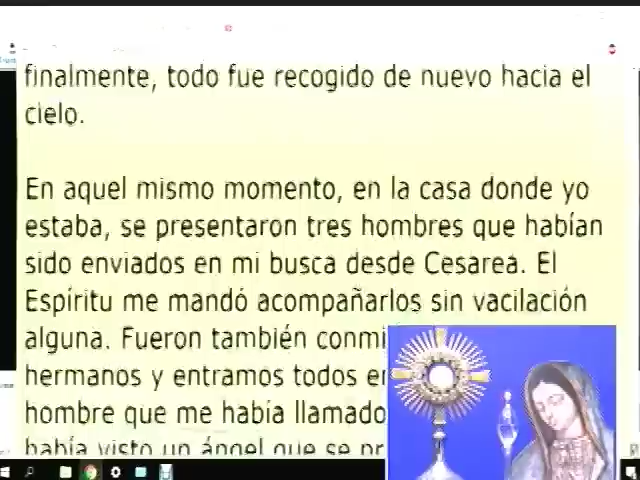 finalmente, todo fue recogido de nuevo hacia el
cielo.
En aquel mismo momento, en la casa donde yo
estaba, se presentaron tres hombres que habían
sido enviados en mi busca desde Cesarea. El
Espíritu me mandó acompañarlos sin vacilación
alguna. Fueron también conmi
hermanos y entramos todos en
hombre que me había llamado
había visto un ángel que se pr